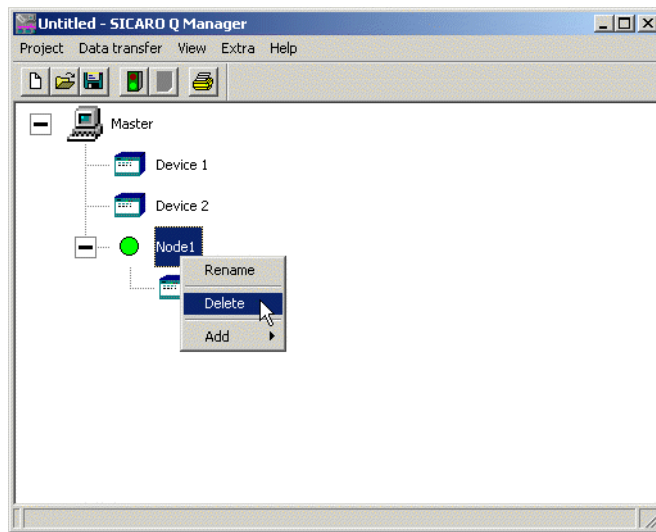 Untitled - SICARO Q Manager
Project Data transfer View Extra Help
Master
Device 1
Device 2
Node1
Rename
Delete
Add